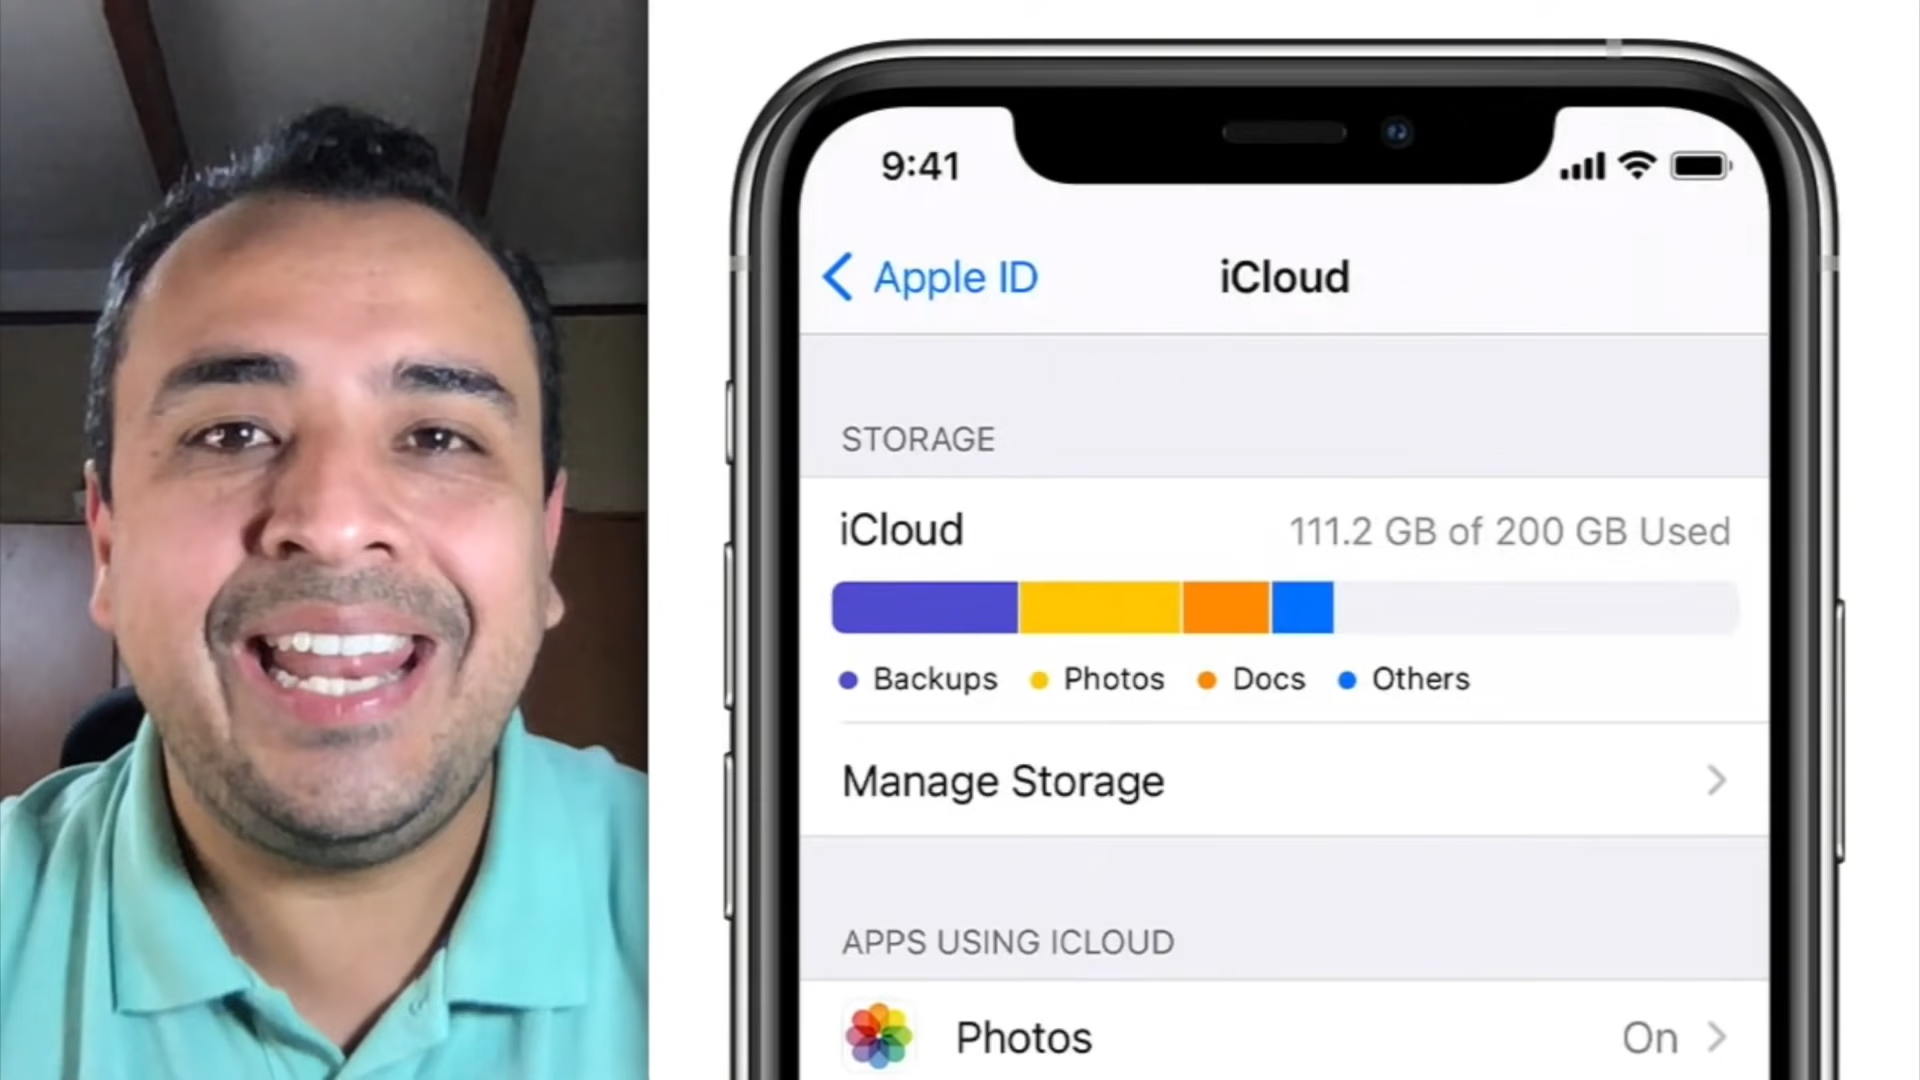 9:41
Apple ID iCloud
STORAGE
iCloud 111.2 GB of 200 GB Used
Backups Photos Docs Others
Manage Storage
APPS USING ICLOUD
Photos On